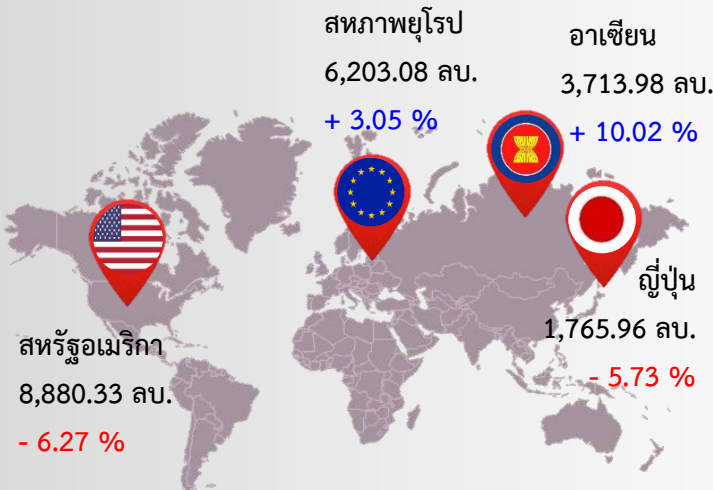 สหภาพยุโรป
6,203.08 ลบ.
+ 3.05 %
อาเซียน
3,713.98 ลบ.
+ 10.02 %
ญี่ปุ่น
1,765.96 ลบ.
- 5.73 %
สหรัฐอเมริกา
8,880.33 ลบ.
- 6.27 %